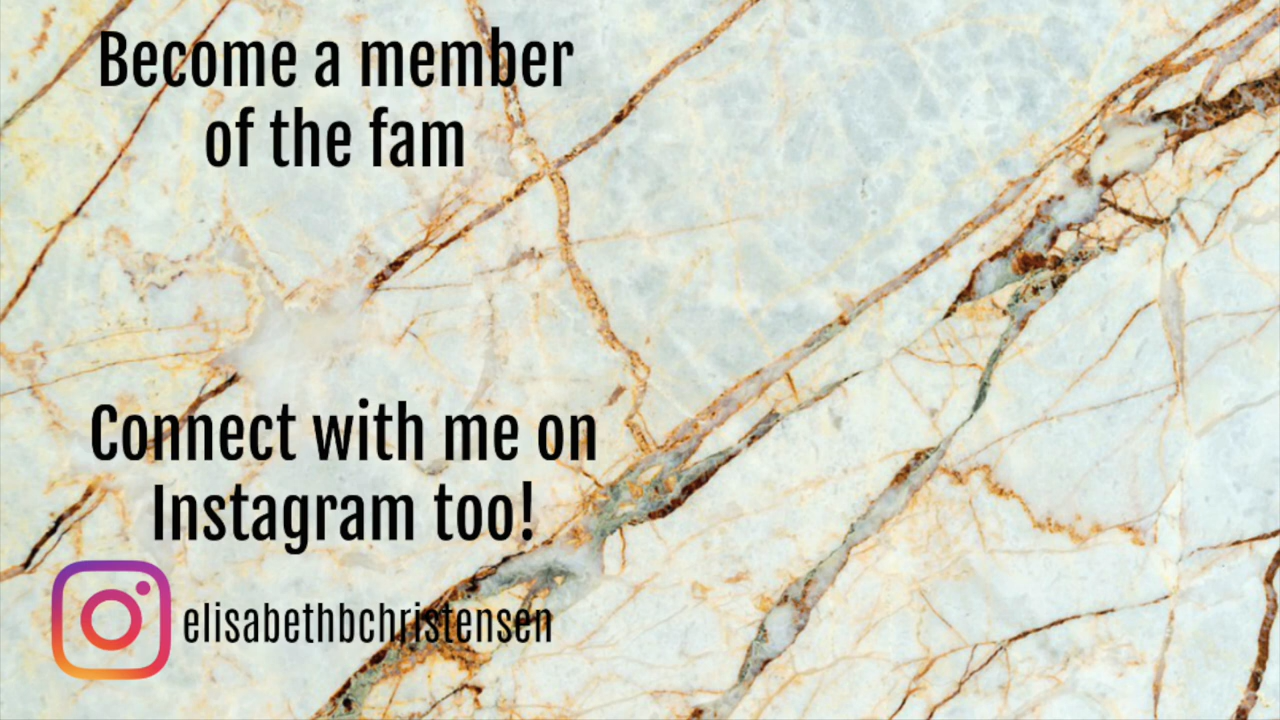 Become a member
of the fam
Connect with me on
Instagram too!
elisabethbchristensen